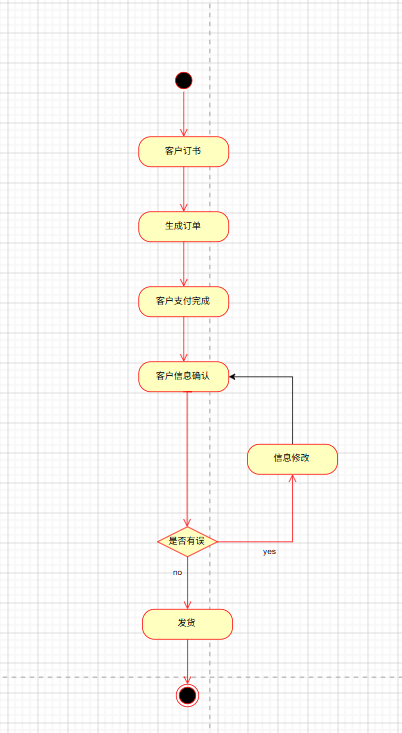 客户订书
生成订单
客户支付完成
客户信息确认
信息修改
是否有误
yes
no
发货